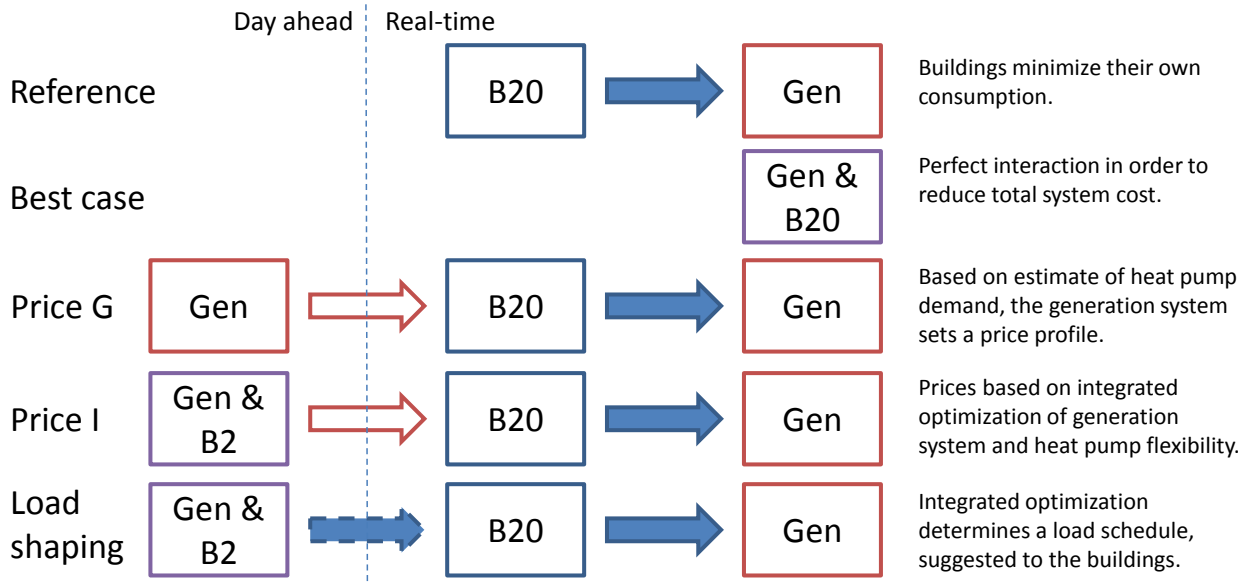 Day ahead
Real-time
Reference
B20
Gen
Buildings minimize their own
consumption.
Best case
Gen &
B20
Perfect interaction in order to
reduce total system cost.
Price G
Gen
B20
Gen
Based on estimate of heat pump
demand, the generation system
sets a price profile.
Price I
Gen &
B2
B20
Gen
Prices based on integrated
optimization of generation
system and heat pump flexibility.
Load
shaping
Gen &
B2
B20
Gen
Integrated optimization
determines a load schedule,
suggested to the buildings.